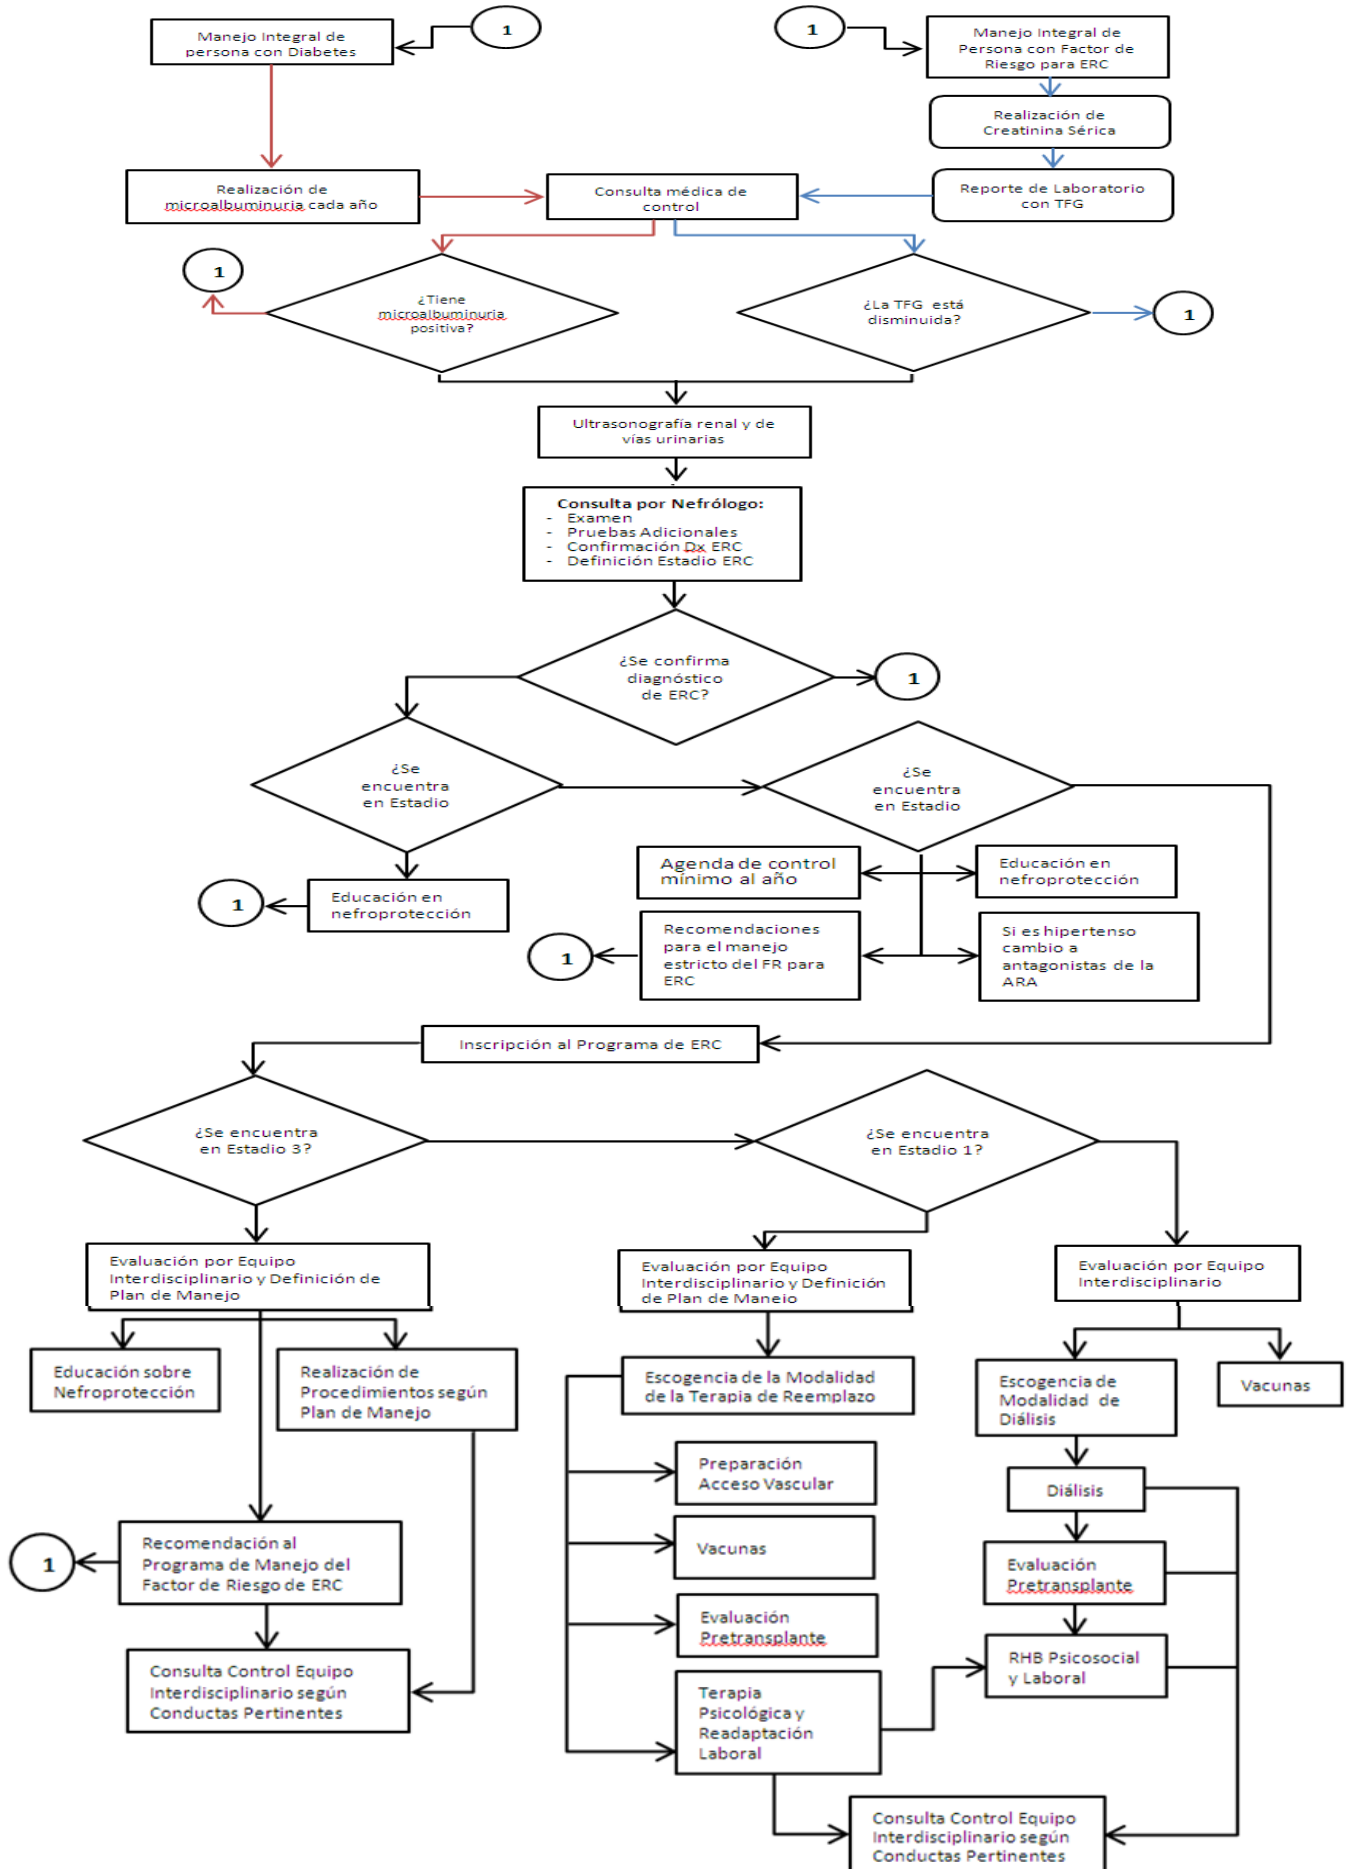 Manejo Integral de
persona con Diabetes
1
1
Manejo Integral de
Persona con Factor de
Riesgo para ERC
Realización de
Creatinina Sérica
Realización de
microalbuminuria cada año
Consulta médica de
control
Reporte de Laboratorio
con TFG
1
¿Tiene
microalbuminuria
positiva?
¿La TFG está
disminuida?
1
Ultrasonografía renal y de
vías urinarias
Consulta por Nefrólogo:
- Examen
- Pruebas Adicionales
- Confirmación Dx ERC
- Definición Estadio ERC
¿Se confirma
diagnóstico
de ERC?
1
¿Se
encuentra
en Estadio
¿Se
encuentra
en Estadio
Agenda de control
mínimo al año
Educación en
nefroprotección
1
Educación en
nefroprotección
1
Recomendaciones
para el manejo
estricto del FR para
ERC
Si es hipertenso
cambio a
antagonistas de la
ARA
Inscripción al Programa de ERC
¿Se encuentra
en Estadio 3?
¿Se encuentra
en Estadio 1?
Evaluación por Equipo
Interdisciplinario y Definición de
Plan de Manejo
Evaluación por Equipo
Interdisciplinario y Definición
de Plan de Manejo
Evaluación por Equipo
Interdisciplinario
Educación sobre
Nefroprotección
Realización de
Procedimientos según
Plan de Manejo
Escogencia de la Modalidad
de la Terapia de Reemplazo
Escogencia de
Modalidad de
Diálisis
Vacunas
Preparación
Acceso Vascular
Diálisis
1
Recomendación al
Programa de Manejo del
Factor de Riesgo de ERC
Vacunas
Evaluación
Pretransplante
Evaluación
Pretransplante
Consulta Control Equipo
Interdisciplinario según
Conductas Pertinentes
Terapia
Psicológica y
Readaptación
Laboral
RHB Psicosocial
y Laboral
Consulta Control Equipo
Interdisciplinario según
Conductas Pertinentes